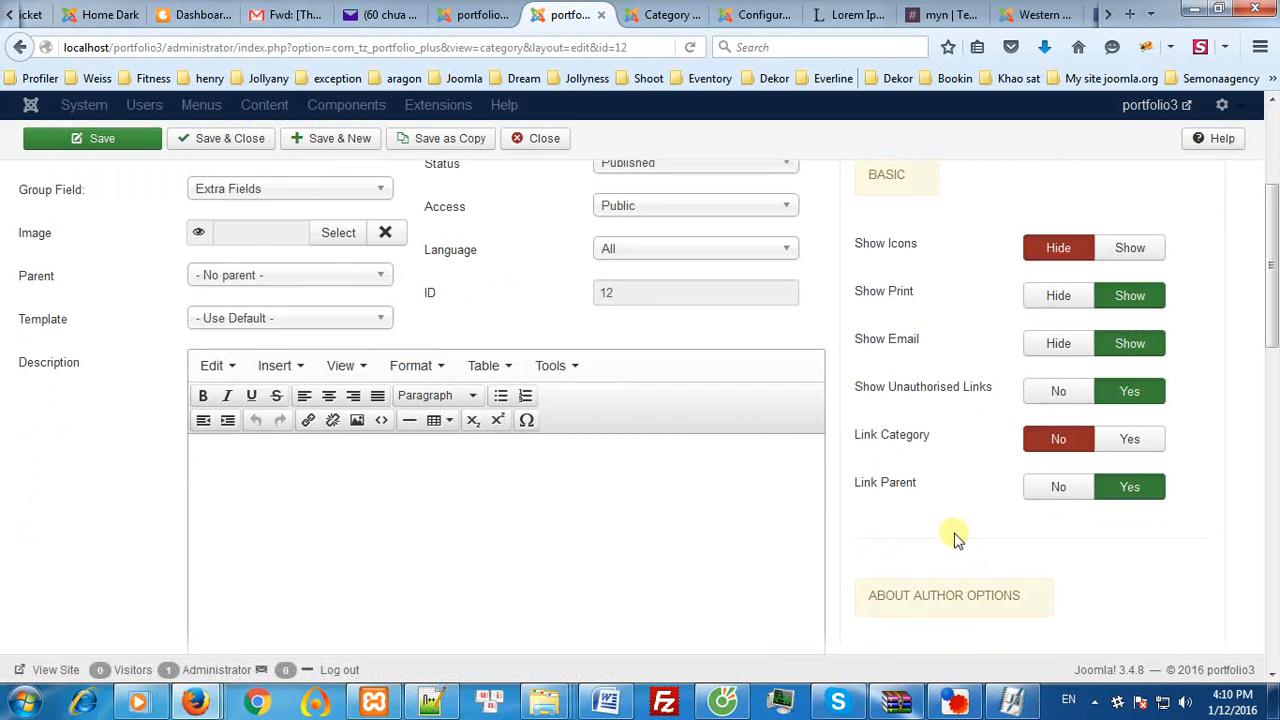 icket Home Dark Dashboar... Fwd: [Th... (60 chưa ... portfolio... portfo... Category ... Configur... Lorem Ip... myn | Te... Western ...
localhost/portfolio3/administrator/index.php?option=com_tz_portfolio_plus&view=category&layout=edit&id=12 Search
Profiler Weiss Fitness henry Jollyany exception aragon Joomla Dream Jollyness Shoot Eventory Dekor Everline Dekor Bookin Khao sat My site joomla.org Semonaagency »
System Users Menus Content Components Extensions Help portfolio3
Save Save & Close Save & New Save as Copy Close Help
Group Field: Extra Fields
Image Select
Parent - No parent -
Template - Use Default -
Description
Status Published
Access Public
Language All
ID 12
Edit Insert View Format Table Tools
B I U S Paragraph
BASIC
Show Icons Hide Show
Show Print Hide Show
Show Email Hide Show
Show Unauthorised Links No Yes
Link Category No Yes
Link Parent No Yes
ABOUT AUTHOR OPTIONS
View Site 0 Visitors 1 Administrator 0 Log out Joomla! 3.4.8 — © 2016 portfolio3
EN 4:10 PM
1/12/2016